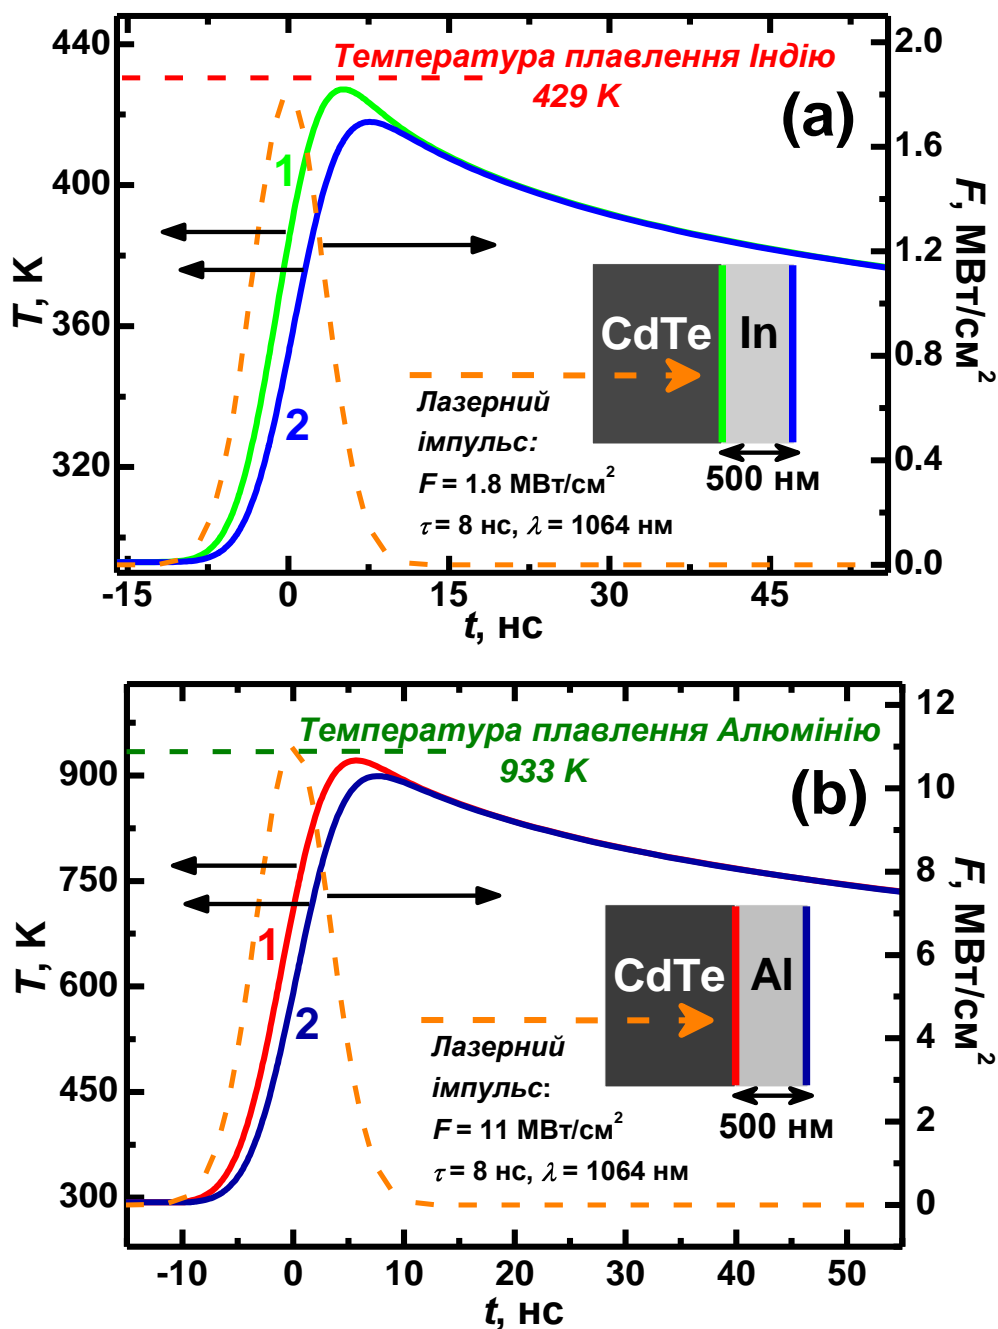 Температура плавлення Індію
429 К
(a)
1
2
T, К
440
400
360
320
2.0
1.6
1.2
0.8
0.4
0.0
F, МВт/см²
CdTe
In
500 нм
Лазерний
імпульс:
F = 1.8 МВт/см²
τ = 8 нс, λ = 1064 нм
-15
0
15
30
45
t, нс
Температура плавлення Алюмінію
933 К
(b)
1
2
T, К
900
750
600
450
300
12
10
8
6
4
2
0
F, МВт/см²
CdTe
Al
500 нм
Лазерний
імпульс:
F = 11 МВт/см²
τ = 8 нс, λ = 1064 нм
-10
0
10
20
30
40
50
t, нс